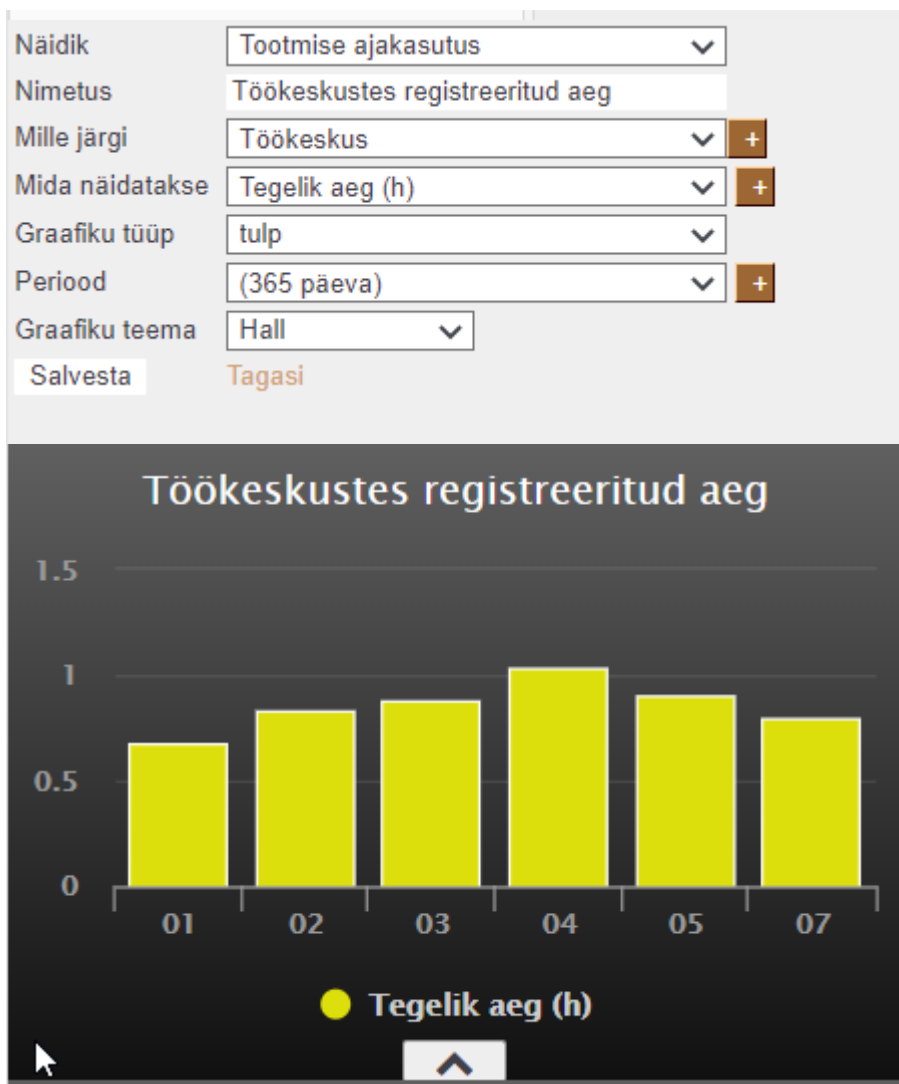 Näidik Tootmise ajakasutus
Nimetus Töökeskustes registreeritud aeg
Mille järgi Töökeskus +
Mida näidatakse Tegelik aeg (h) +
Graafiku tüüp tulp
Periood (365 päeva) +
Graafiku teema Hall
Salvesta Tagasi
Töökeskustes registreeritud aeg
1.5
1
0.5
0
01 02 03 04 05 07
Tegelik aeg (h)